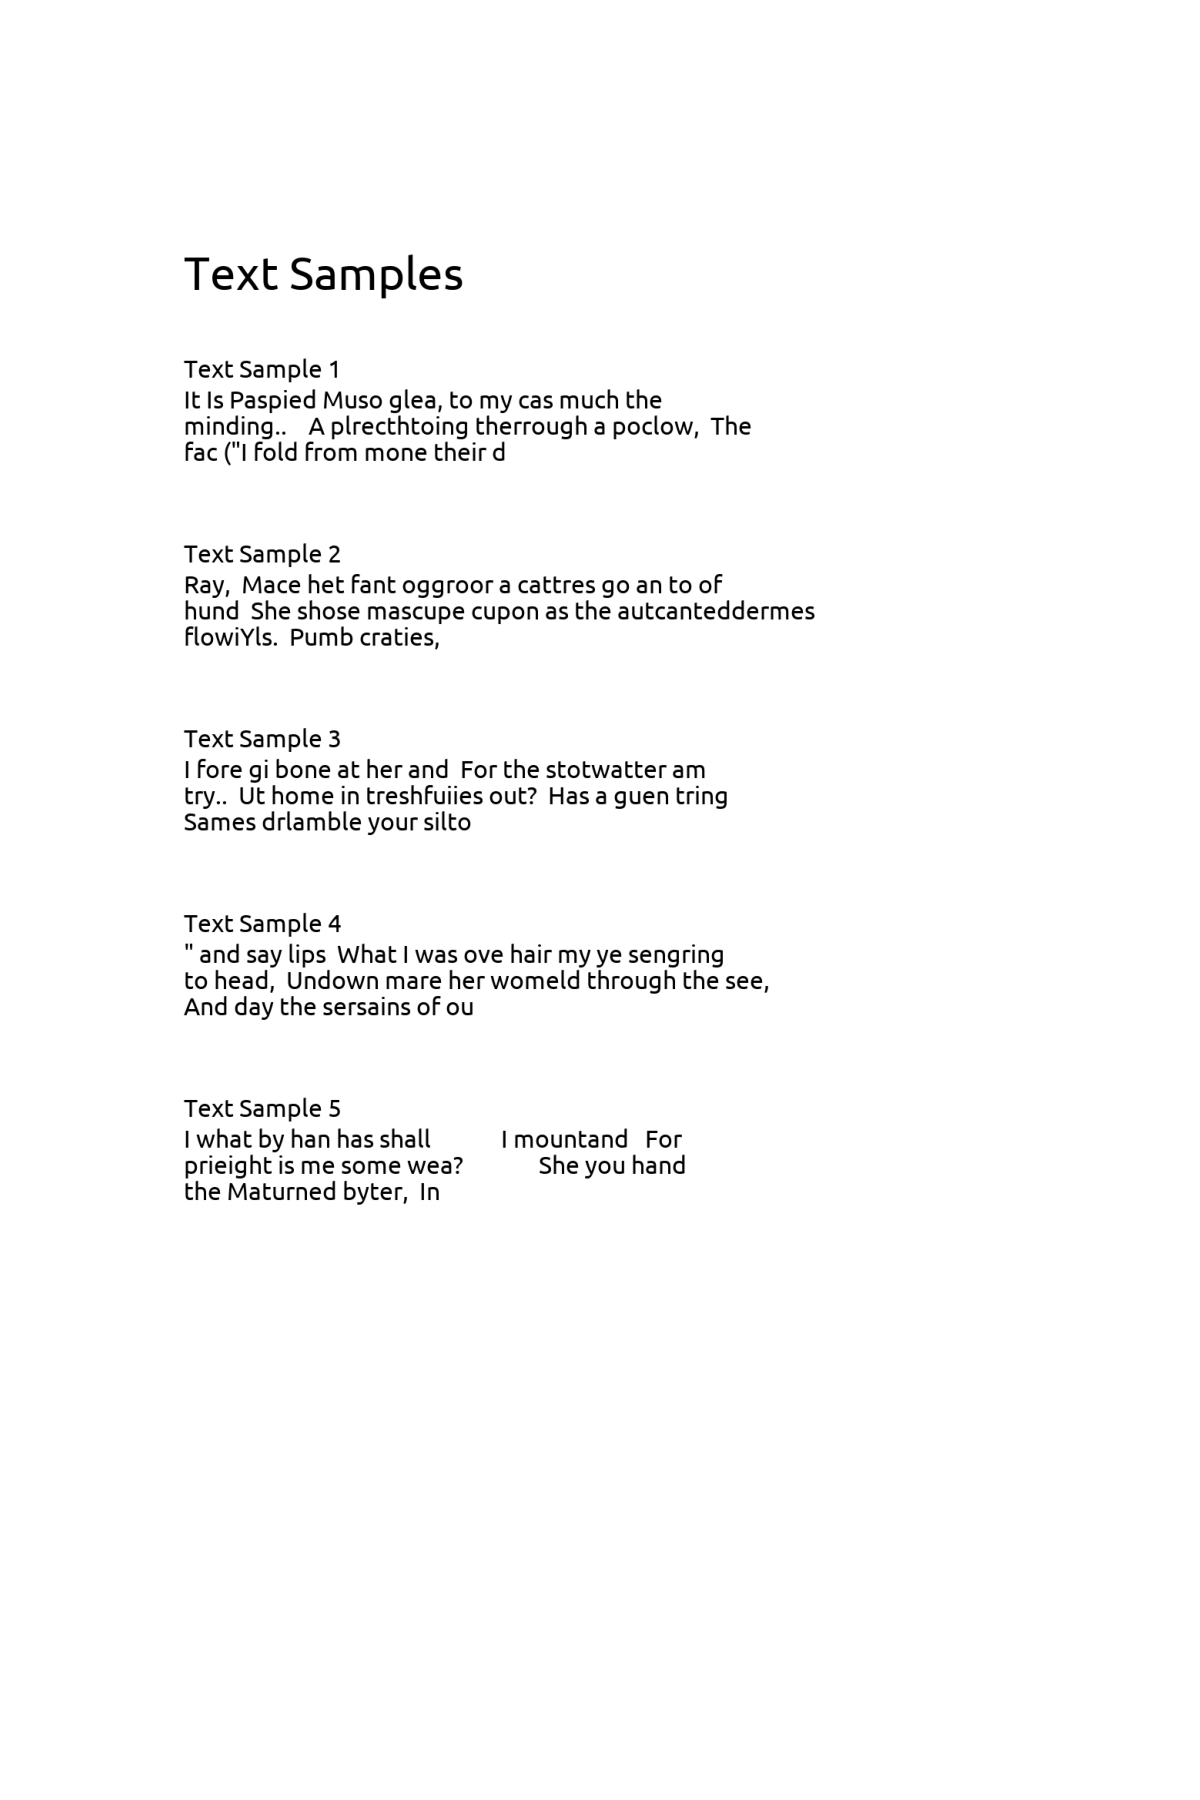 Text Samples
Text Sample 1
It Is Paspied Muso glea, to my cas much the
minding..    A plrecthtoing therrough a poclow,  The
fac ("I fold from mone their d
Text Sample 2
Ray,  Mace het fant oggroor a cattres go an to of
hund  She shose mascupe cupon as the autcanteddermes
flowiYls.  Pumb craties,
Text Sample 3
I fore gi bone at her and  For the stotwatter am
try..  Ut home in treshfuiies out?  Has a guen tring
Sames drlamble your silto
Text Sample 4
" and say lips  What I was ove hair my ye sengring
to head,  Undown mare her womeld through the see,
And day the sersains of ou
Text Sample 5
I what by han has shall             I mountand   For
prieight is me some wea?              She you hand
the Maturned byter,  In